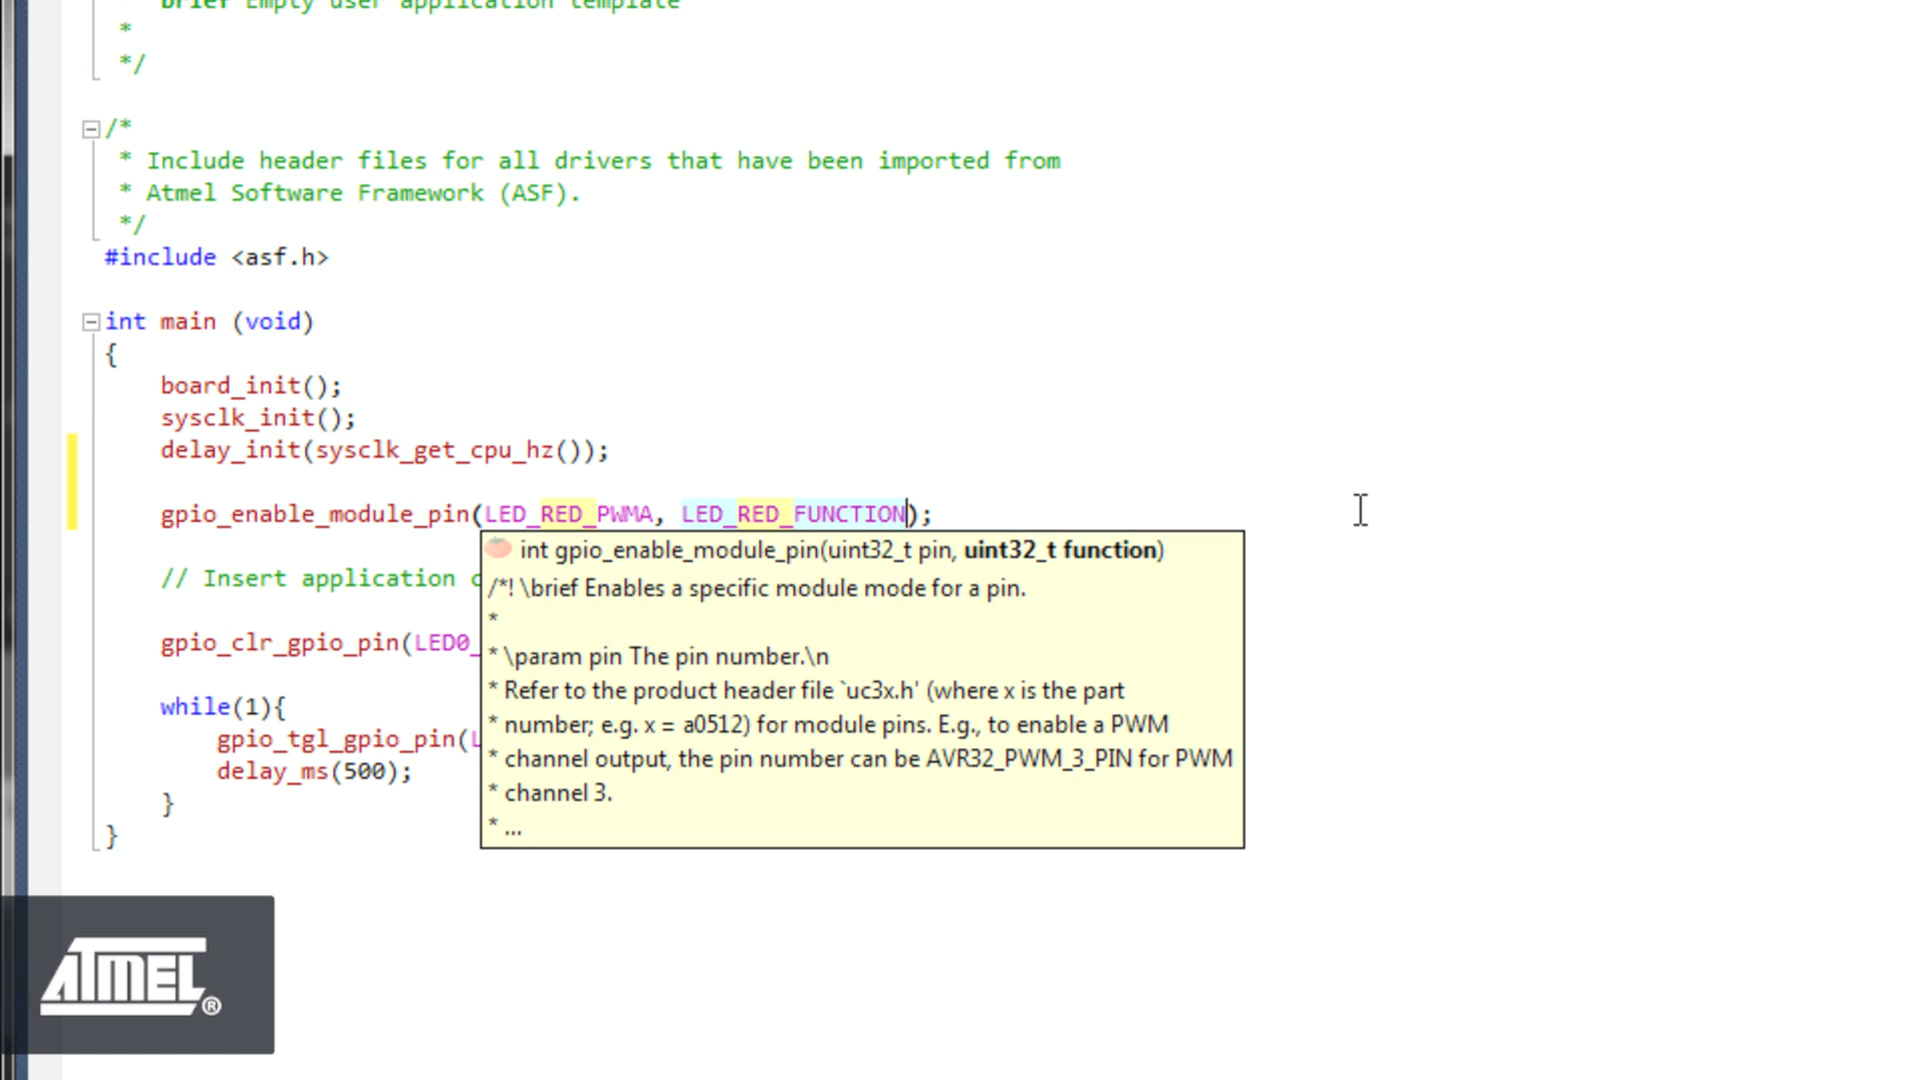 * brief Empty user application template
*
*/
/*
* Include header files for all drivers that have been imported from
* Atmel Software Framework (ASF).
*/
#include <asf.h>
int main (void)
{
board_init();
sysclk_init();
delay_init(sysclk_get_cpu_hz());
gpio_enable_module_pin(LED_RED_PWMA, LED_RED_FUNCTION);
int gpio_enable_module_pin(uint32_t pin, uint32_t function)
/*! \brief Enables a specific module mode for a pin.
*
* \param pin The pin number.\n
* Refer to the product header file `uc3x.h' (where x is the part
* number; e.g. x = a0512) for module pins. E.g., to enable a PWM
* channel output, the pin number can be AVR32_PWM_3_PIN for PWM
* channel 3.
* ...
// Insert application c
gpio_clr_gpio_pin(LED0_
while(1){
gpio_tgl_gpio_pin(L
delay_ms(500);
}
}
ATMEL®